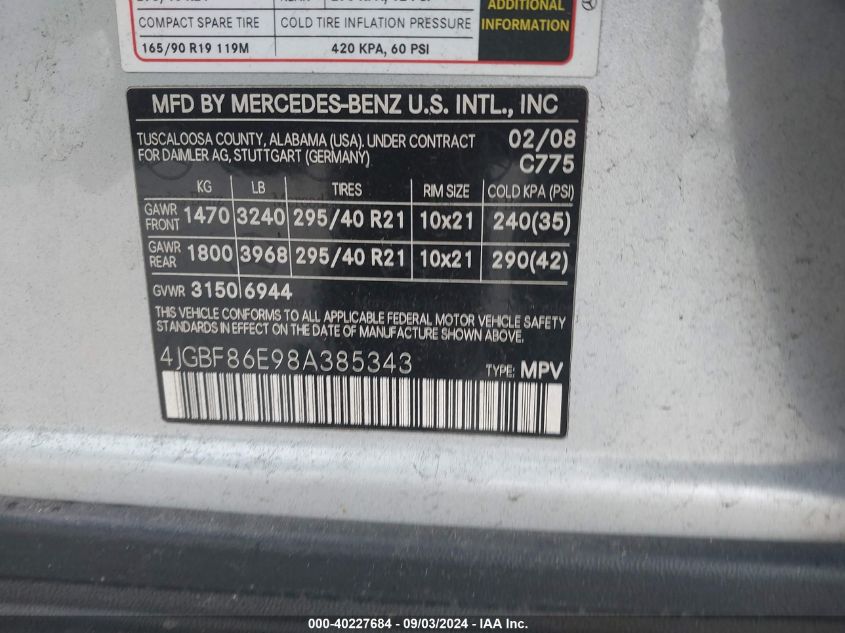 ADDITIONAL
COMPACT SPARE TIRE COLD TIRE INFLATION PRESSURE INFORMATION
165/90 R19 119M 420 KPA, 60 PSI
MFD BY MERCEDES-BENZ U.S. INTL., INC
TUSCALOOSA COUNTY, ALABAMA (USA). UNDER CONTRACT 02/08
FOR DAIMLER AG, STUTTGART (GERMANY) C775
KG LB TIRES RIM SIZE COLD KPA (PSI)
GAWR FRONT 1470 3240 295/40 R21 10x21 240(35)
GAWR REAR 1800 3968 295/40 R21 10x21 290(42)
GVWR 3150 6944
THIS VEHICLE CONFORMS TO ALL APPLICABLE FEDERAL MOTOR VEHICLE SAFETY
STANDARDS IN EFFECT ON THE DATE OF MANUFACTURE SHOWN ABOVE.
4JGBF86E98A385343 TYPE: MPV
000-40227684 - 09/03/2024 - IAA Inc.